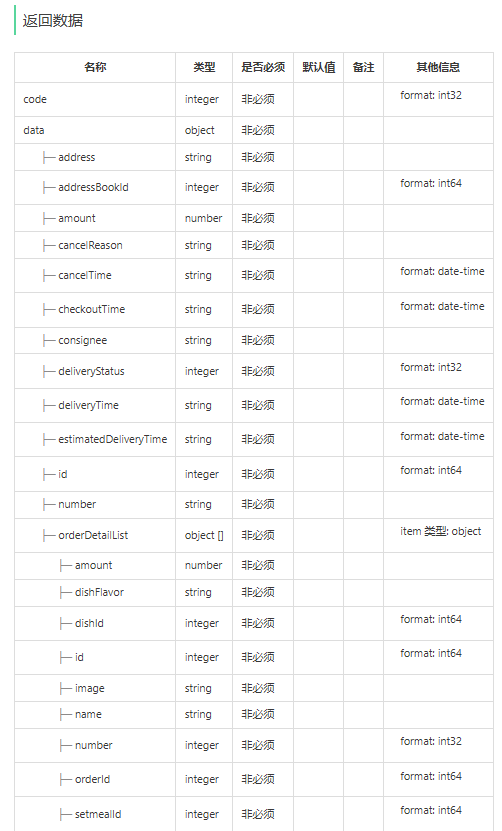 返回数据
名称 类型 是否必须 默认值 备注 其他信息
code integer 非必须 format: int32
data object 非必须
├─ address string 非必须
├─ addressBookId integer 非必须 format: int64
├─ amount number 非必须
├─ cancelReason string 非必须
├─ cancelTime string 非必须 format: date-time
├─ checkoutTime string 非必须 format: date-time
├─ consignee string 非必须
├─ deliveryStatus integer 非必须 format: int32
├─ deliveryTime string 非必须 format: date-time
├─ estimatedDeliveryTime string 非必须 format: date-time
├─ id integer 非必须 format: int64
├─ number string 非必须
├─ orderDetailList object [] 非必须 item 类型: object
├─ amount number 非必须
├─ dishFlavor string 非必须
├─ dishId integer 非必须 format: int64
├─ id integer 非必须 format: int64
├─ image string 非必须
├─ name string 非必须
├─ number integer 非必须 format: int32
├─ orderId integer 非必须 format: int64
├─ setmealId integer 非必须 format: int64